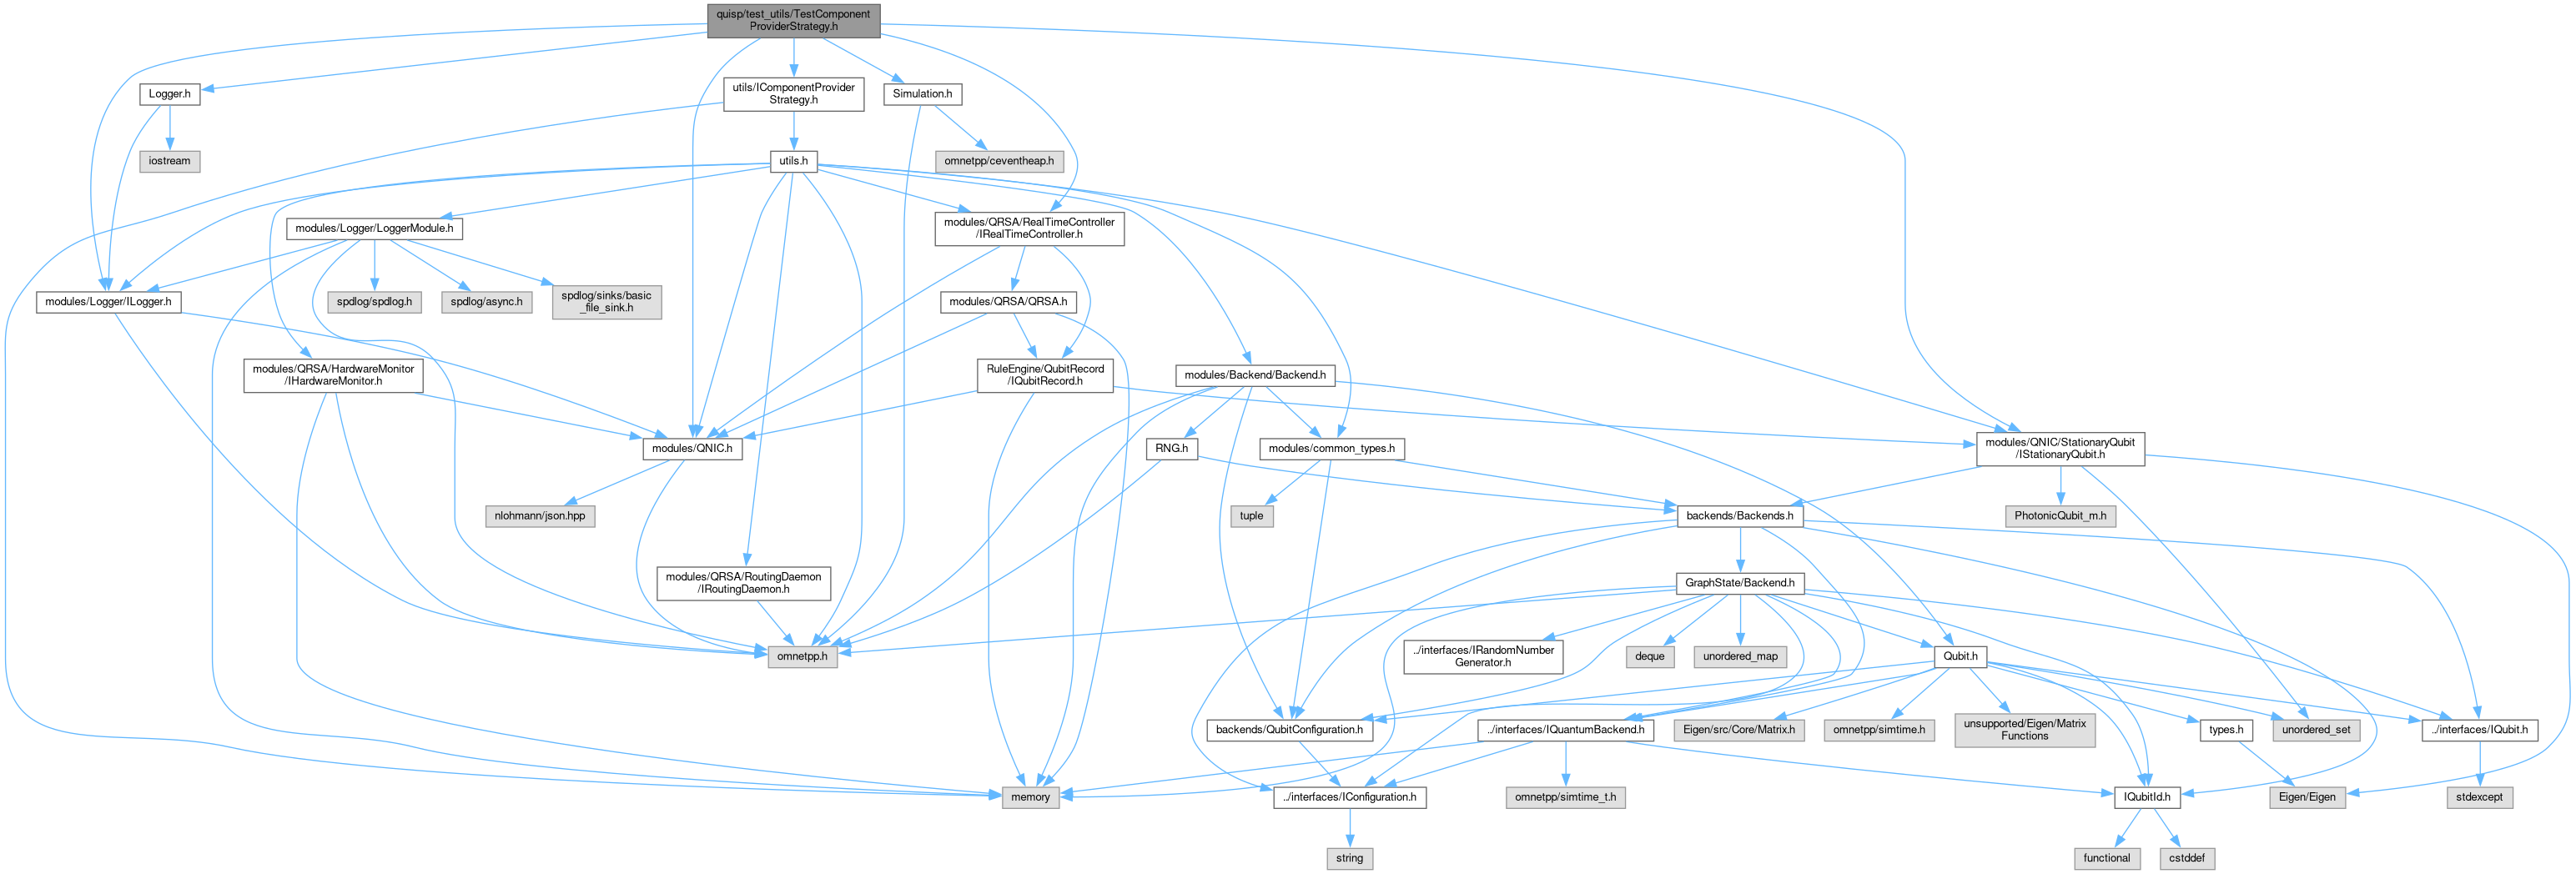 quisp/test_utils/TestComponent
ProviderStrategy.h
Logger.h
utils/IComponentProvider
Strategy.h
Simulation.h
iostream
utils.h
omnetpp/ceventheap.h
modules/Logger/LoggerModule.h
modules/QRSA/RealTimeController
/IRealTimeController.h
modules/Logger/ILogger.h
spdlog/spdlog.h
spdlog/async.h
spdlog/sinks/basic
_file_sink.h
modules/QRSA/QRSA.h
modules/QRSA/HardwareMonitor
/IHardwareMonitor.h
RuleEngine/QubitRecord
/IQubitRecord.h
modules/Backend/Backend.h
modules/QNIC.h
RNG.h
modules/common_types.h
modules/QNIC/StationaryQubit
/IStationaryQubit.h
nlohmann/json.hpp
tuple
backends/Backends.h
PhotonicQubit_m.h
modules/QRSA/RoutingDaemon
/IRoutingDaemon.h
GraphState/Backend.h
omnetpp.h
../interfaces/IRandomNumber
Generator.h
deque
unordered_map
Qubit.h
backends/QubitConfiguration.h
../interfaces/IQuantumBackend.h
Eigen/src/Core/Matrix.h
omnetpp/simtime.h
unsupported/Eigen/Matrix
Functions
types.h
unordered_set
../interfaces/IQubit.h
memory
../interfaces/IConfiguration.h
omnetpp/simtime_t.h
IQubitId.h
Eigen/Eigen
stdexcept
string
functional
cstddef